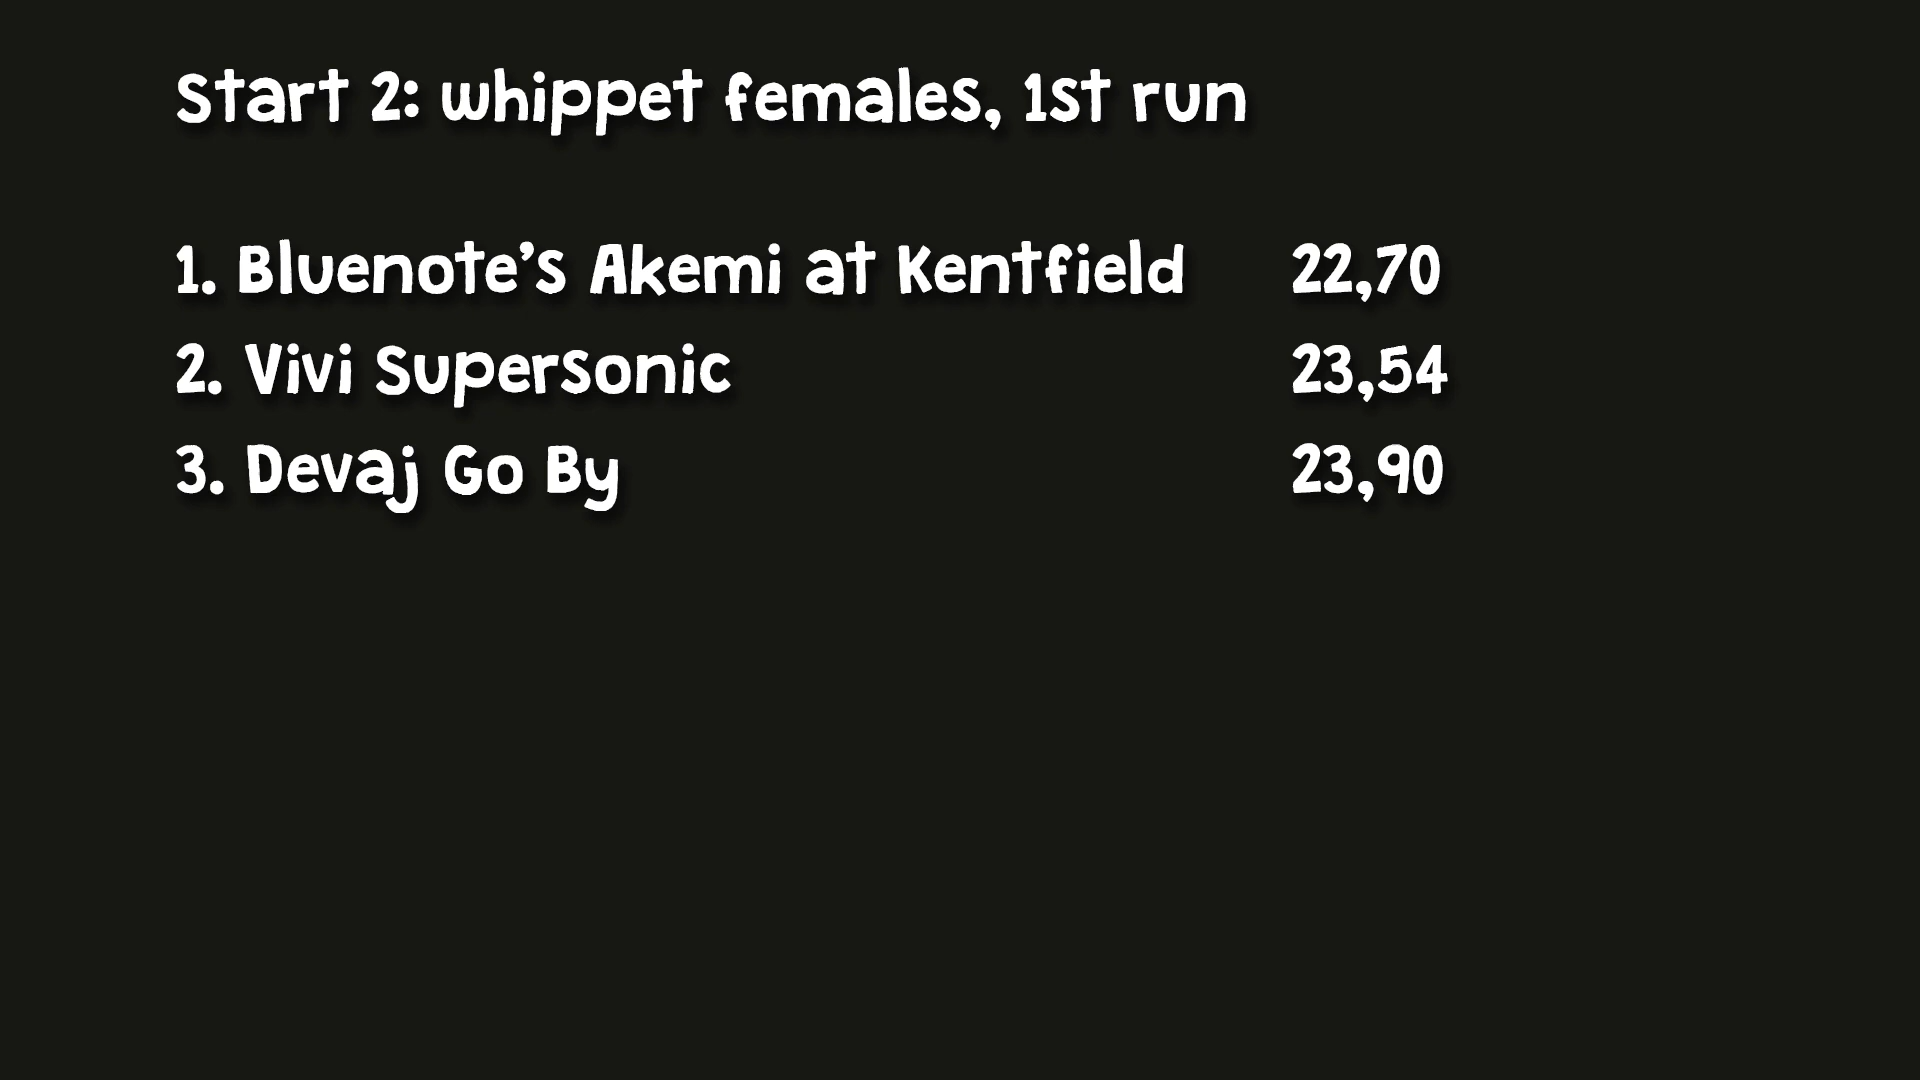 Start 2: whippet females, 1st run
1. Bluenote's Akemi at Kentfield 22,70
2. Vivi Supersonic 23,54
3. Devaj Go By 23,90